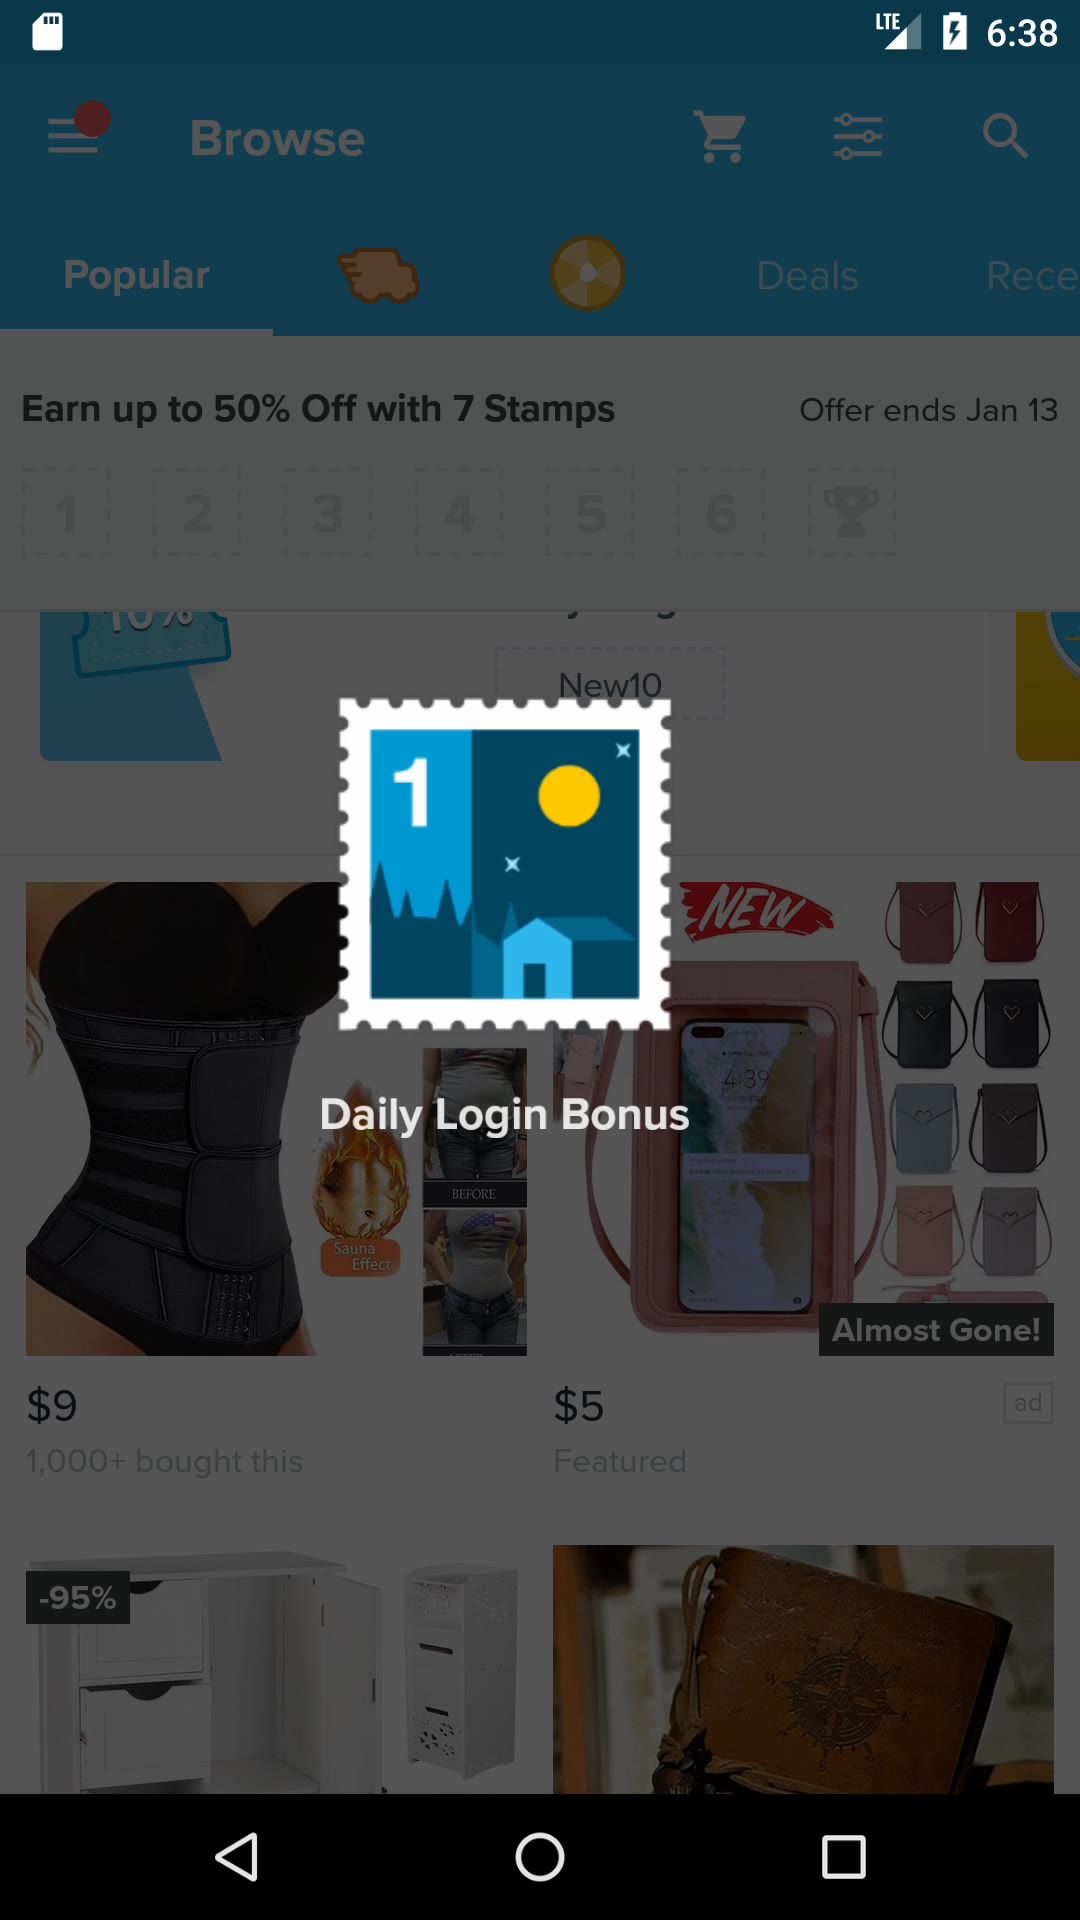 LTE 6:38
Browse
Popular Deals Rece
Earn up to 50% Off with 7 Stamps Offer ends Jan 13
1 2 3 4 5 6
10%
New10
1
NEW
4:39
Daily Login Bonus
BEFORE
Sauna
Effect
Almost Gone!
$9 $5 ad
1,000+ bought this Featured
-95%